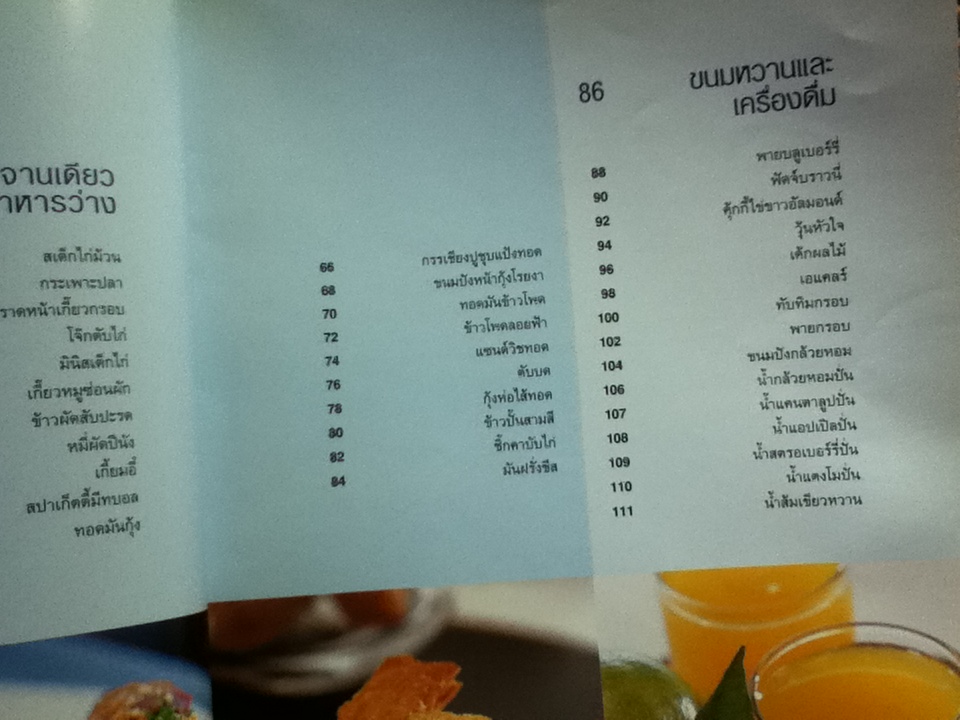 จานเดียว
าหารว่าง
สเต็กไก่ม้วน
กระเพาะปลา
ราดหน้าเกี๊ยวกรอบ
โจ๊กตับไก่
มินิสเต็กไก่
เกี๊ยวหมูซ่อนผัก
ข้าวผัดสับปะรด
หมี่ผัดปีนัง
เกี้ยมอี๋
สปาเก็ตตี้มีทบอล
ทอดมันกุ้ง
66 กรรเชียงปูชุบแป้งทอด
68 ขนมปังหน้ากุ้งโรยงา
70 ทอดมันข้าวโพด
72 ข้าวโพดลอยฟ้า
74 แซนด์วิชทอด
76 ตับบด
78 กุ้งห่อไส้ทอด
80 ข้าวปั้นสามสี
82 ซิ๊กคาบับไก่
84 มันฝรั่งชีส
86 ขนมหวานและ
เครื่องดื่ม
88 พายบลูเบอร์รี่
90 ฟัดจ์บราวนี่
92 คุ้กกี้ไข่ขาวอัลมอนด์
94 วุ้นหัวใจ
96 เค้กผลไม้
98 เอแคลร์
100 ทับทิมกรอบ
102 พายกรอบ
104 ขนมปังกล้วยหอม
106 น้ำกล้วยหอมปั่น
107 น้ำแคนตาลูปปั่น
108 น้ำแอปเปิลปั่น
109 น้ำสตรอเบอร์รี่ปั่น
110 น้ำแตงโมปั่น
111 น้ำส้มเขียวหวาน